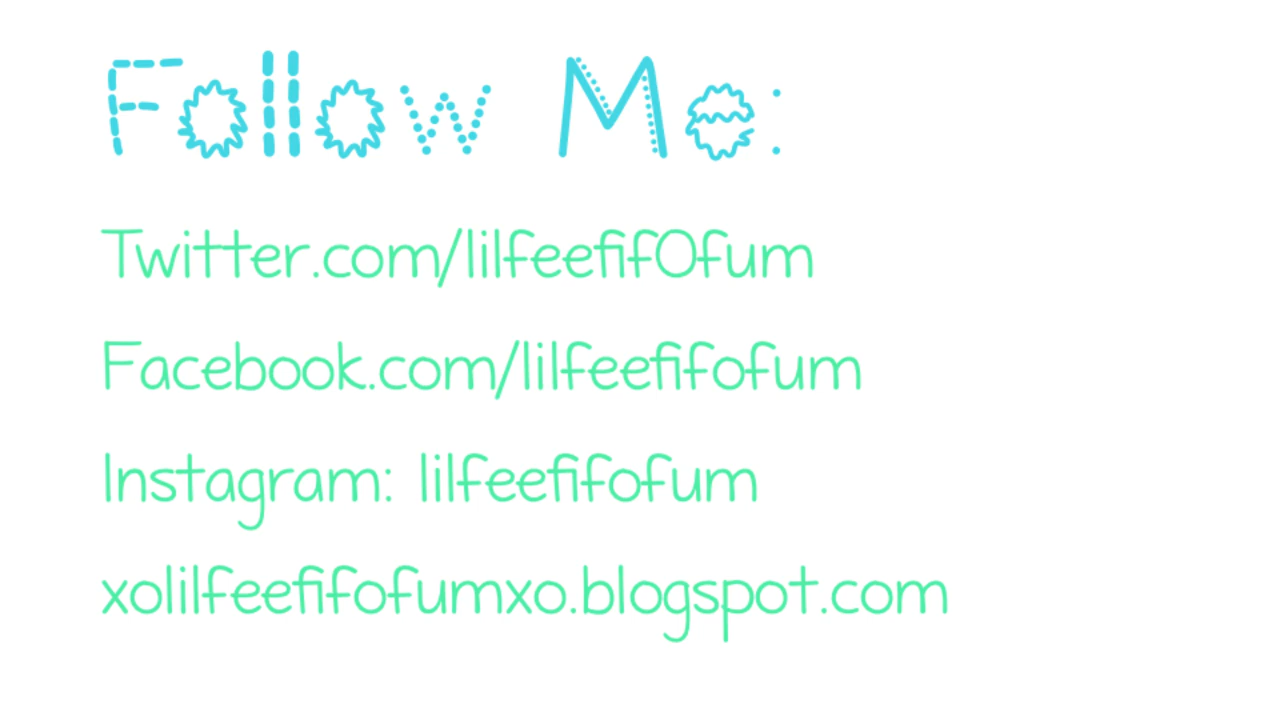 Follow Me:
Twitter.com/lilfeefif0fum
Facebook.com/lilfeefifofum
Instagram: lilfeefifofum
xolilfeefifofumxo.blogspot.com